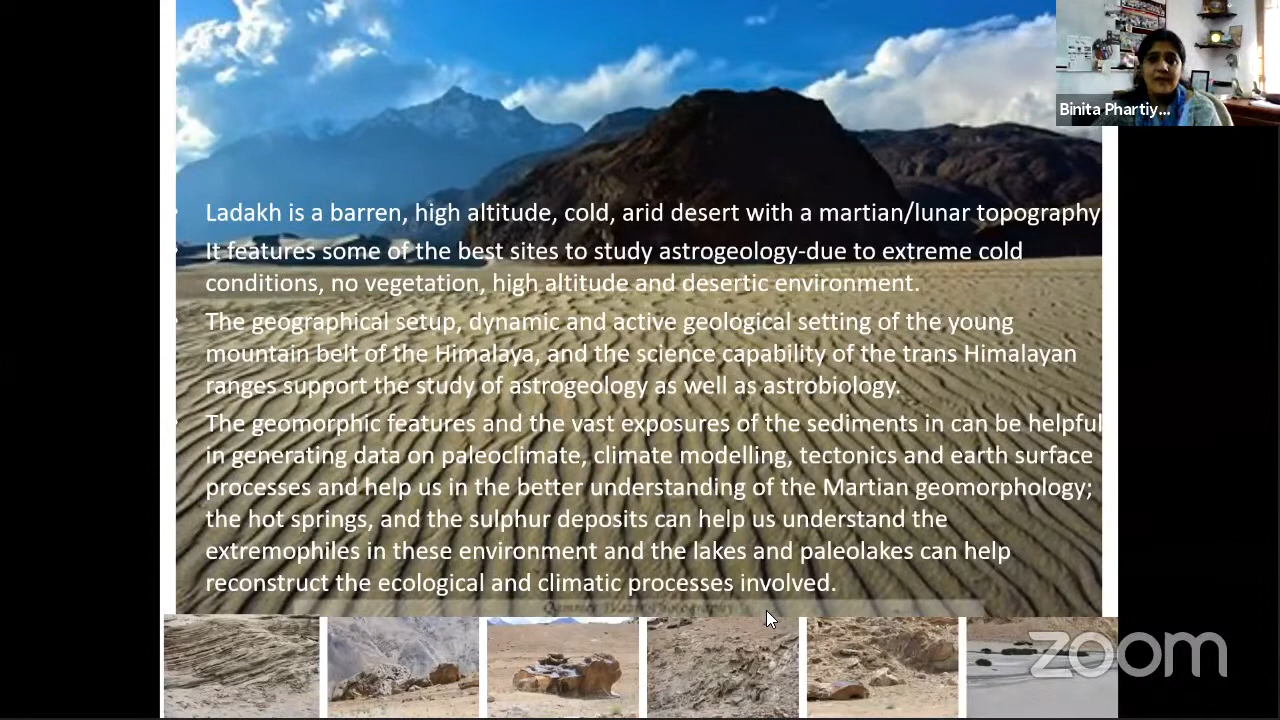 Binita Phartiy...
Ladakh is a barren, high altitude, cold, arid desert with a martian/lunar topography
It features some of the best sites to study astrogeology-due to extreme cold
conditions, no vegetation, high altitude and desertic environment.
The geographical setup, dynamic and active geological setting of the young
mountain belt of the Himalaya, and the science capability of the trans Himalayan
ranges support the study of astrogeology as well as astrobiology.
The geomorphic features and the vast exposures of the sediments in can be helpful
in generating data on paleoclimate, climate modelling, tectonics and earth surface
processes and help us in the better understanding of the Martian geomorphology;
the hot springs, and the sulphur deposits can help us understand the
extremophiles in these environment and the lakes and paleolakes can help
reconstruct the ecological and climatic processes involved.
zoom